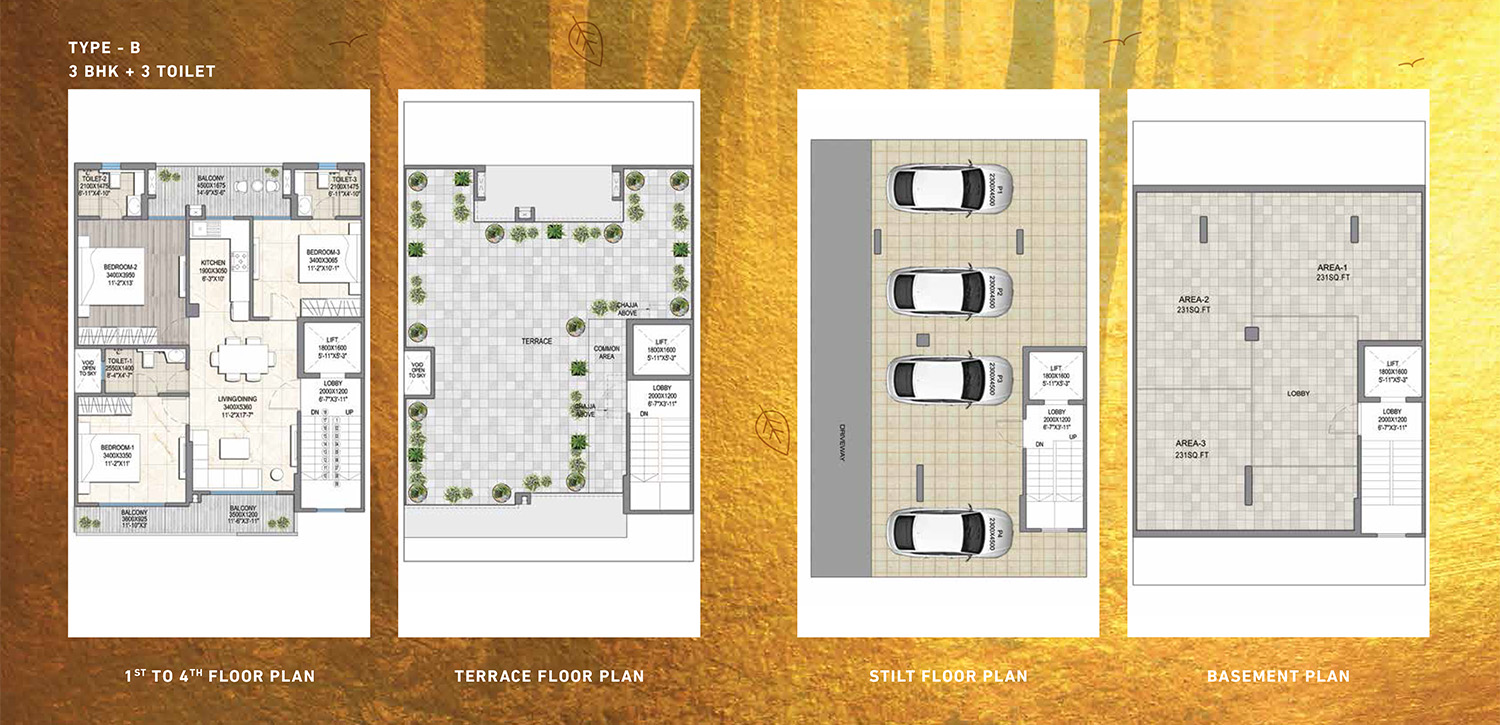 TYPE - B
3 BHK + 3 TOILET
TOILET-2
2100X1475
6'-11"X4'-10"
BALCONY
4500X1675
14'-9"X5'-6"
TOILET-3
2100X1475
6'-11"X4'-10"
BEDROOM-2
3400X3950
11'-2"X13'
KITCHEN
1900X3050
6'-3"X10'
BEDROOM-3
3400X3065
11'-2"X10'-1"
VOID
OPEN
TO SKY
TOILET-1
2550X1400
8'-4"X4'-7"
LIFT
1800X1600
5'-11"X5'-3"
LOBBY
2000X1200
6'-7"X3'-11"
DN UP
LIVING/DINING
3400X5360
11'-2"X17'-7"
BEDROOM-1
3400X3350
11'-2"X11'
BALCONY
3600X925
11'-10"X3'
BALCONY
3500X1200
11'-6"X3'-11"
1ST TO 4TH FLOOR PLAN
CHAJJA
ABOVE
TERRACE
COMMON
AREA
LIFT
1800X1600
5'-11"X5'-3"
VOID
OPEN
TO SKY
LOBBY
2000X1200
6'-7"X3'-11"
DN
CHAJJA
ABOVE
TERRACE FLOOR PLAN
P1
2300X4500
P2
2300X4500
P3
2300X4500
P4
2300X4500
DRIVEWAY
LIFT
1800X1600
5'-11"X5'-3"
LOBBY
2000X1200
6'-7"X3'-11"
DN UP
STILT FLOOR PLAN
AREA-1
231SQ.FT
AREA-2
231SQ.FT
LIFT
1800X1600
5'-11"X5'-3"
LOBBY
LOBBY
2000X1200
6'-7"X3'-11"
UP
AREA-3
231SQ.FT
BASEMENT PLAN